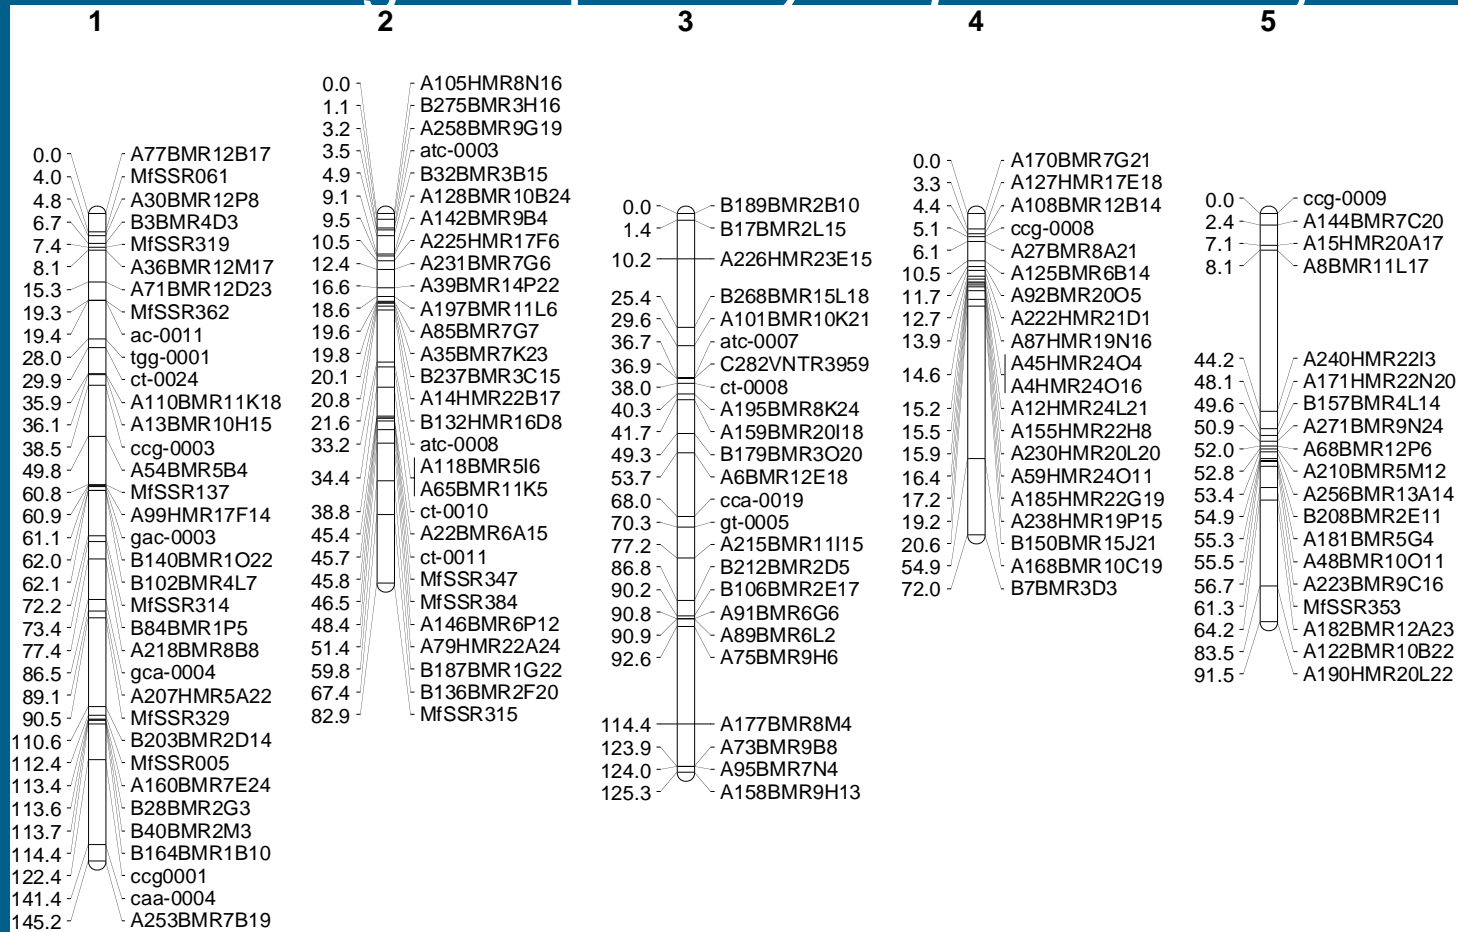 1
0.0 A77BMR12B17
4.0 MfSSR061
4.8 A30BMR12P8
6.7 B3BMR4D3
7.4 MfSSR319
8.1 A36BMR12M17
15.3 A71BMR12D23
19.3 MfSSR362
19.4 ac-0011
28.0 tgg-0001
29.9 ct-0024
35.9 A110BMR11K18
36.1 A13BMR10H15
38.5 ccg-0003
49.8 A54BMR5B4
60.8 MfSSR137
60.9 A99HMR17F14
61.1 gac-0003
62.0 B140BMR1O22
62.1 B102BMR4L7
72.2 MfSSR314
73.4 B84BMR1P5
77.4 A218BMR8B8
86.5 gca-0004
89.1 A207HMR5A22
90.5 MfSSR329
110.6 B203BMR2D14
112.4 MfSSR005
113.4 A160BMR7E24
113.6 B28BMR2G3
113.7 B40BMR2M3
114.4 B164BMR1B10
122.4 ccg0001
141.4 caa-0004
145.2 A253BMR7B19
2
0.0 A105HMR8N16
1.1 B275BMR3H16
3.2 A258BMR9G19
3.5 atc-0003
4.9 B32BMR3B15
9.1 A128BMR10B24
9.5 A142BMR9B4
10.5 A225HMR17F6
12.4 A231BMR7G6
16.6 A39BMR14P22
18.6 A197BMR11L6
19.6 A85BMR7G7
19.8 A35BMR7K23
20.1 B237BMR3C15
20.8 A14HMR22B17
21.6 B132HMR16D8
33.2 atc-0008
34.4 A118BMR5I6
A65BMR11K5
38.8 ct-0010
45.4 A22BMR6A15
45.7 ct-0011
45.8 MfSSR347
46.5 MfSSR384
48.4 A146BMR6P12
51.4 A79HMR22A24
59.8 B187BMR1G22
67.4 B136BMR2F20
82.9 MfSSR315
3
0.0 B189BMR2B10
1.4 B17BMR2L15
10.2 A226HMR23E15
25.4 B268BMR15L18
29.6 A101BMR10K21
36.7 atc-0007
36.9 C282VNTR3959
38.0 ct-0008
40.3 A195BMR8K24
41.7 A159BMR20I18
49.3 B179BMR3O20
53.7 A6BMR12E18
68.0 cca-0019
70.3 gt-0005
77.2 A215BMR11I15
86.8 B212BMR2D5
90.2 B106BMR2E17
90.8 A91BMR6G6
90.9 A89BMR6L2
92.6 A75BMR9H6
114.4 A177BMR8M4
123.9 A73BMR9B8
124.0 A95BMR7N4
125.3 A158BMR9H13
4
0.0 A170BMR7G21
3.3 A127HMR17E18
4.4 A108BMR12B14
5.1 ccg-0008
6.1 A27BMR8A21
10.5 A125BMR6B14
11.7 A92BMR20O5
12.7 A222HMR21D1
13.9 A87HMR19N16
14.6 A45HMR24O4
A4HMR24O16
15.2 A12HMR24L21
15.5 A155HMR22H8
15.9 A230HMR20L20
16.4 A59HMR24O11
17.2 A185HMR22G19
19.2 A238HMR19P15
20.6 B150BMR15J21
54.9 A168BMR10C19
72.0 B7BMR3D3
5
0.0 ccg-0009
2.4 A144BMR7C20
7.1 A15HMR20A17
8.1 A8BMR11L17
44.2 A240HMR22I3
48.1 A171HMR22N20
49.6 B157BMR4L14
50.9 A271BMR9N24
52.0 A68BMR12P6
52.8 A210BMR5M12
53.4 A256BMR13A14
54.9 B208BMR2E11
55.3 A181BMR5G4
55.5 A48BMR10O11
56.7 A223BMR9C16
61.3 MfSSR353
64.2 A182BMR12A23
83.5 A122BMR10B22
91.5 A190HMR20L22